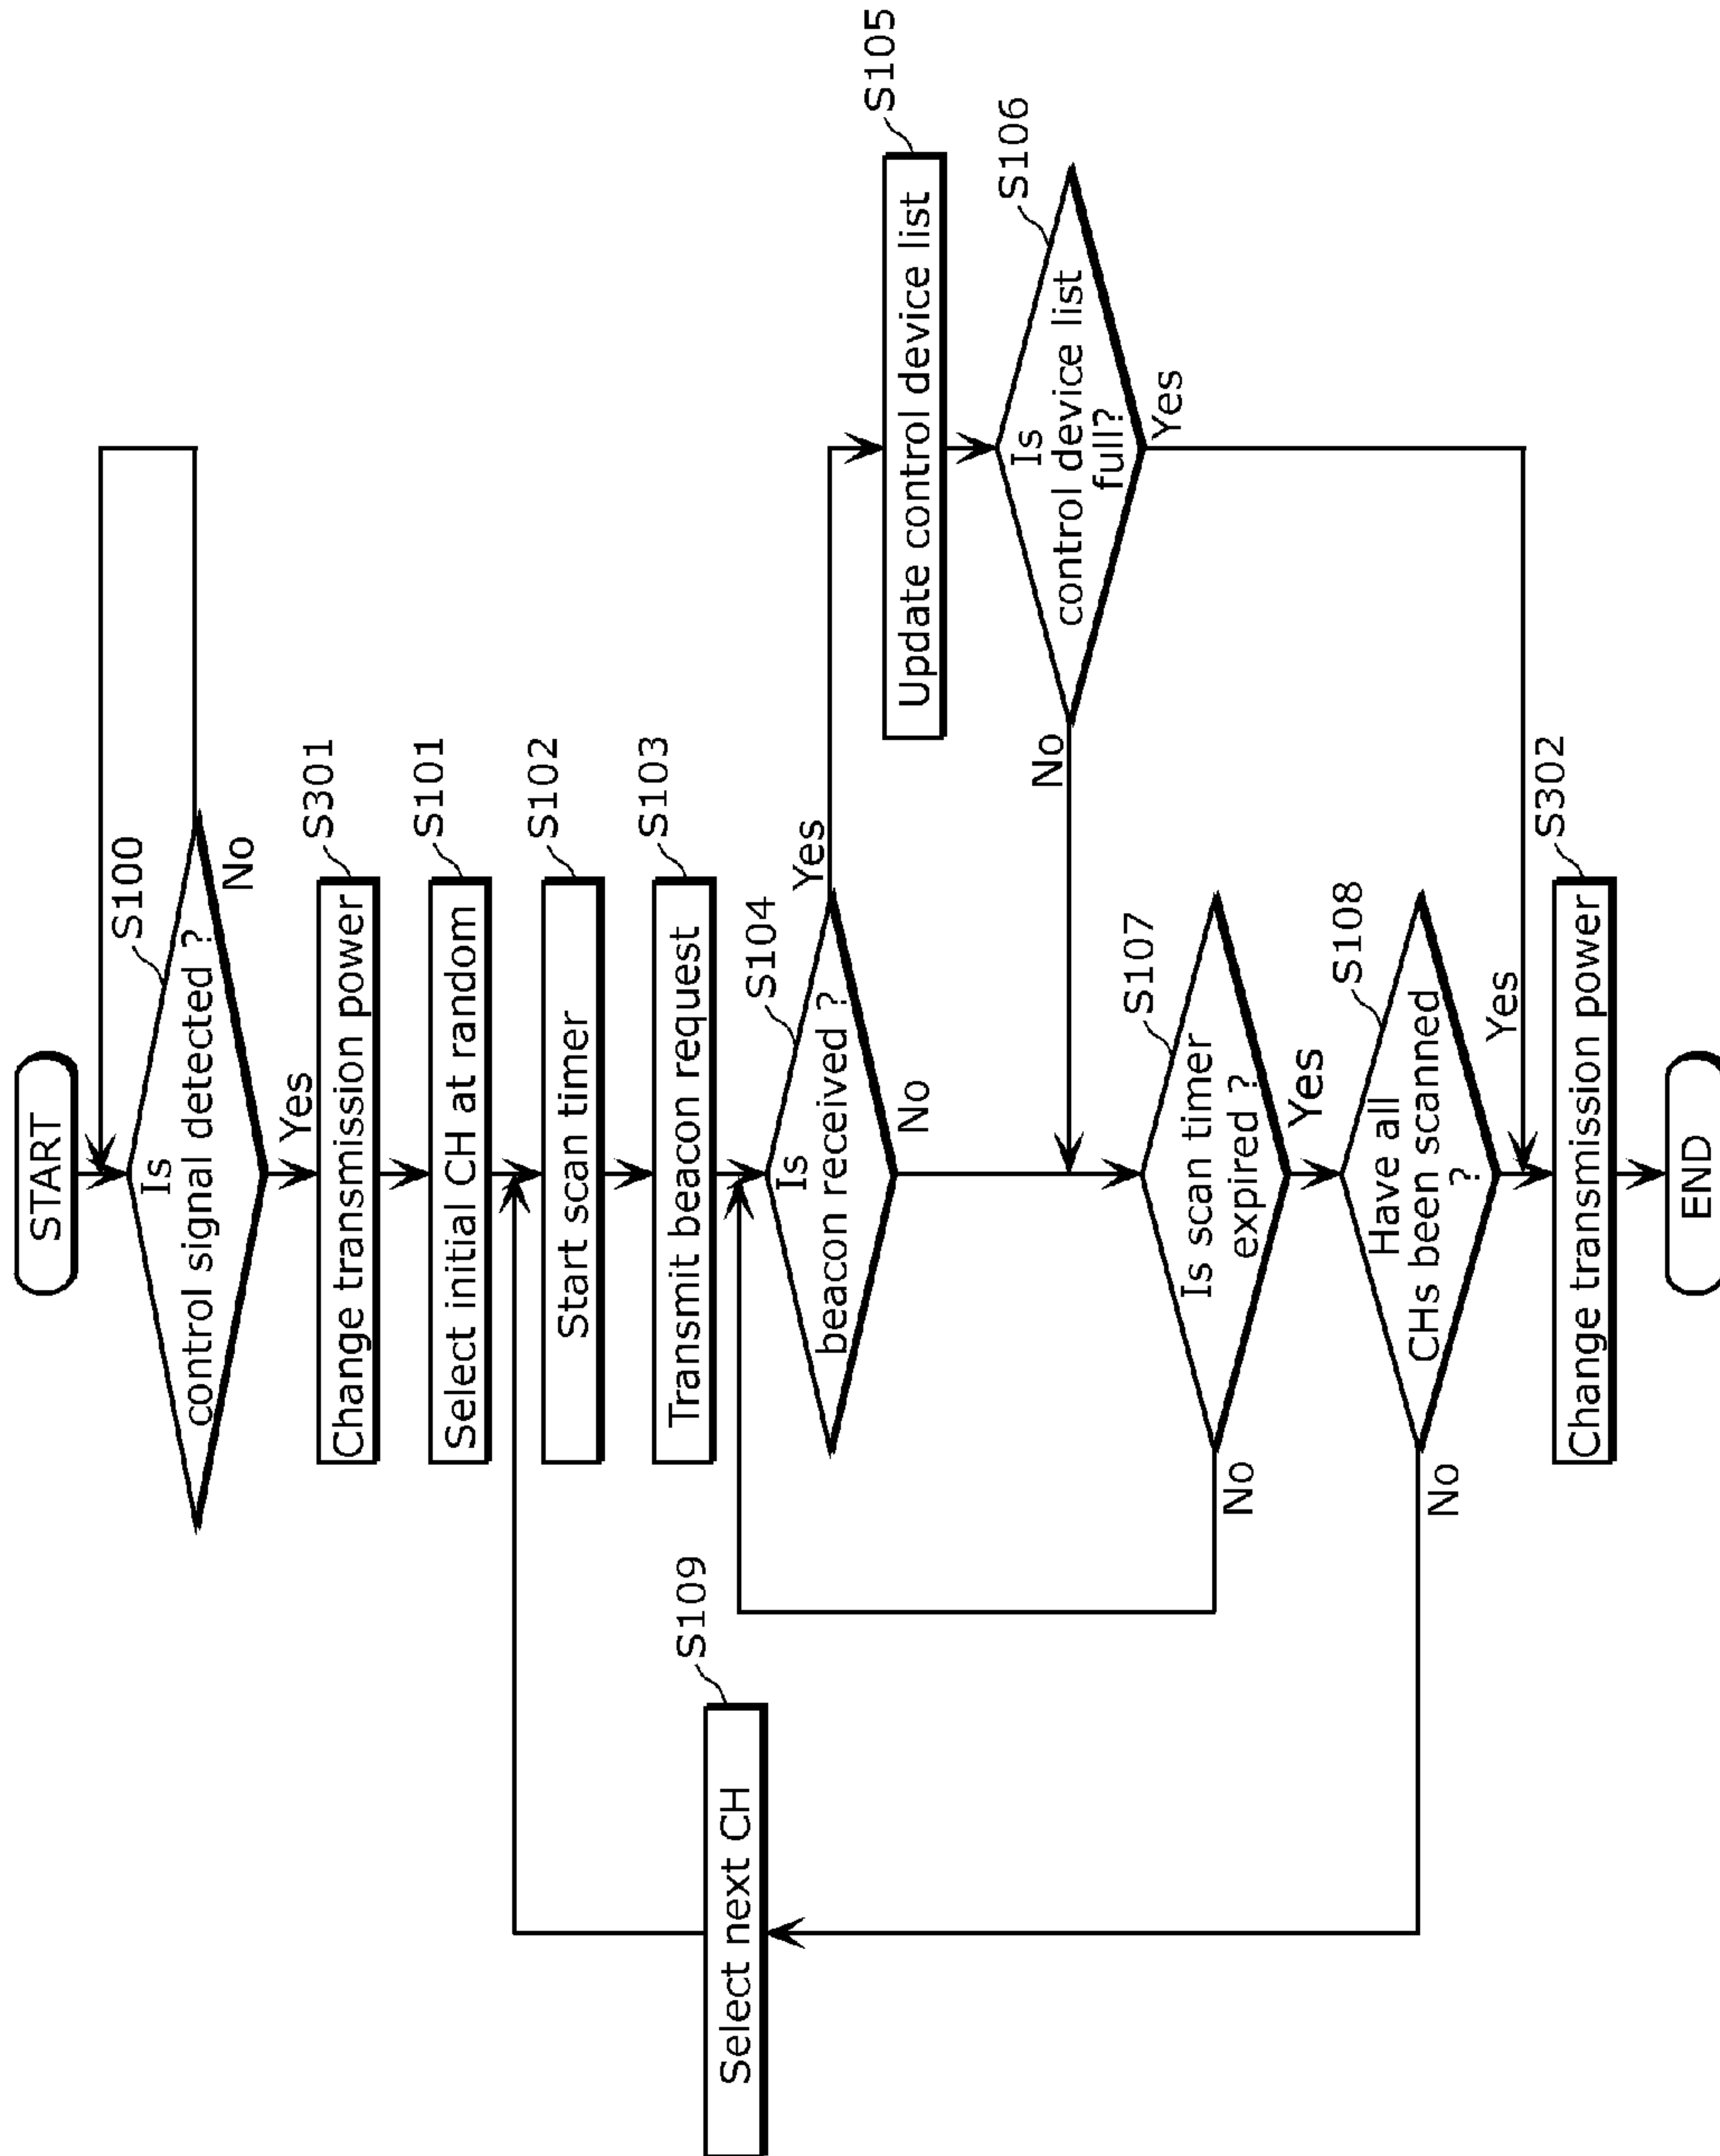 START
S100
Is
control signal detected ?
No
Yes
S301
Change transmission power
S101
Select initial CH at random
S102
Start scan timer
S103
Transmit beacon request
S104
Is
beacon received ?
Yes
No
S105
Update control device list
S106
Is
control device list
full?
No
Yes
S107
Is scan timer
expired ?
No
Yes
S108
Have all
CHs been scanned
?
No
Yes
S109
Select next CH
S302
Change transmission power
END